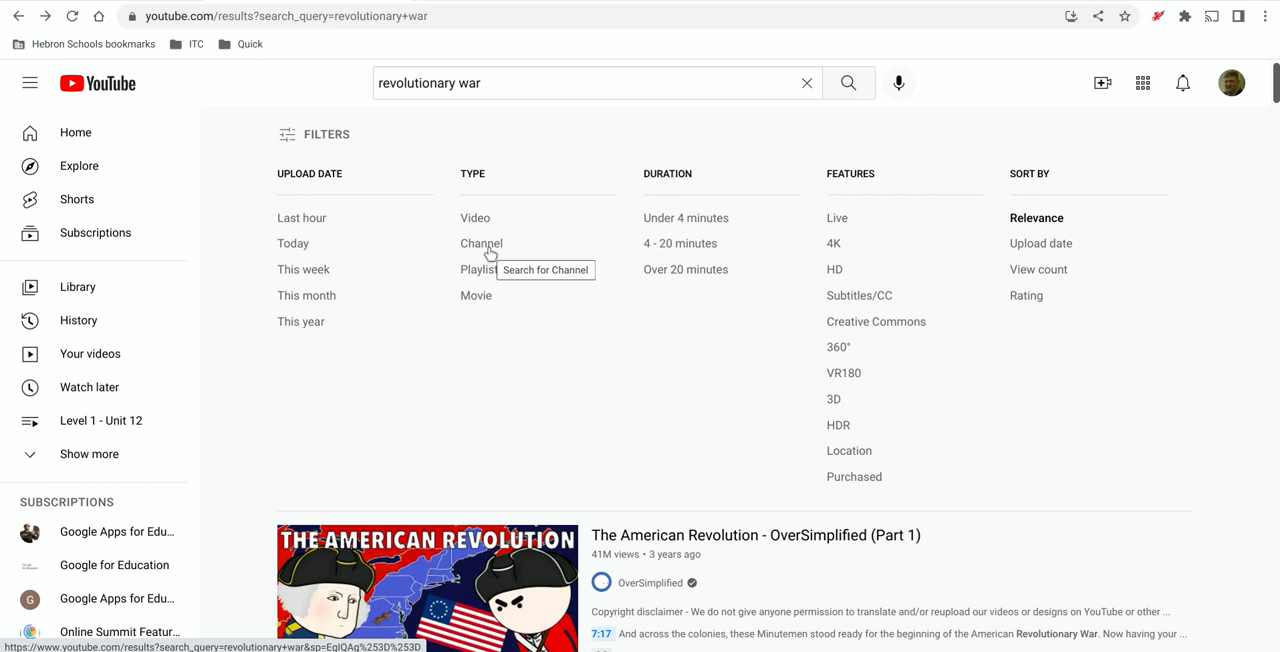 youtube.com/results?search_query=revolutionary+war
Hebron Schools bookmarks ITC Quick
YouTube
revolutionary war
Home
Explore
Shorts
Subscriptions
Library
History
Your videos
Watch later
Level 1 - Unit 12
Show more
SUBSCRIPTIONS
Google Apps for Edu...
Google for Education
G Google Apps for Edu...
Online Summit Featur...
FILTERS
UPLOAD DATE
Last hour
Today
This week
This month
This year
TYPE
Video
Channel
Playlist
Search for Channel
Movie
DURATION
Under 4 minutes
4 - 20 minutes
Over 20 minutes
FEATURES
Live
4K
HD
Subtitles/CC
Creative Commons
360°
VR180
3D
HDR
Location
Purchased
SORT BY
Relevance
Upload date
View count
Rating
THE AMERICAN REVOLUTION
The American Revolution - OverSimplified (Part 1)
41M views • 3 years ago
OverSimplified
Copyright disclaimer - We do not give anyone permission to translate and/or reupload our videos or designs on YouTube or other ...
7:17 And across the colonies, these Minutemen stood ready for the beginning of the American Revolutionary War. Now having your ...
https://www.youtube.com/results?search_query=revolutionary+war&sp=EgIQAg%253D%253D